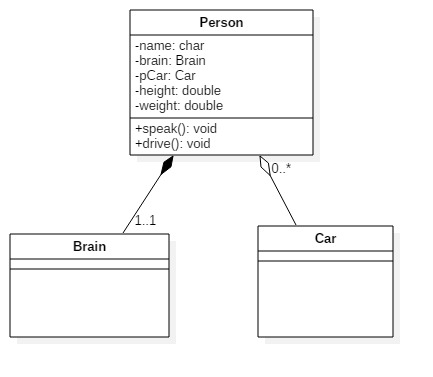 Person
-name: char
-brain: Brain
-pCar: Car
-height: double
-weight: double
+speak(): void
+drive(): void
0..*
1..1
Brain
Car